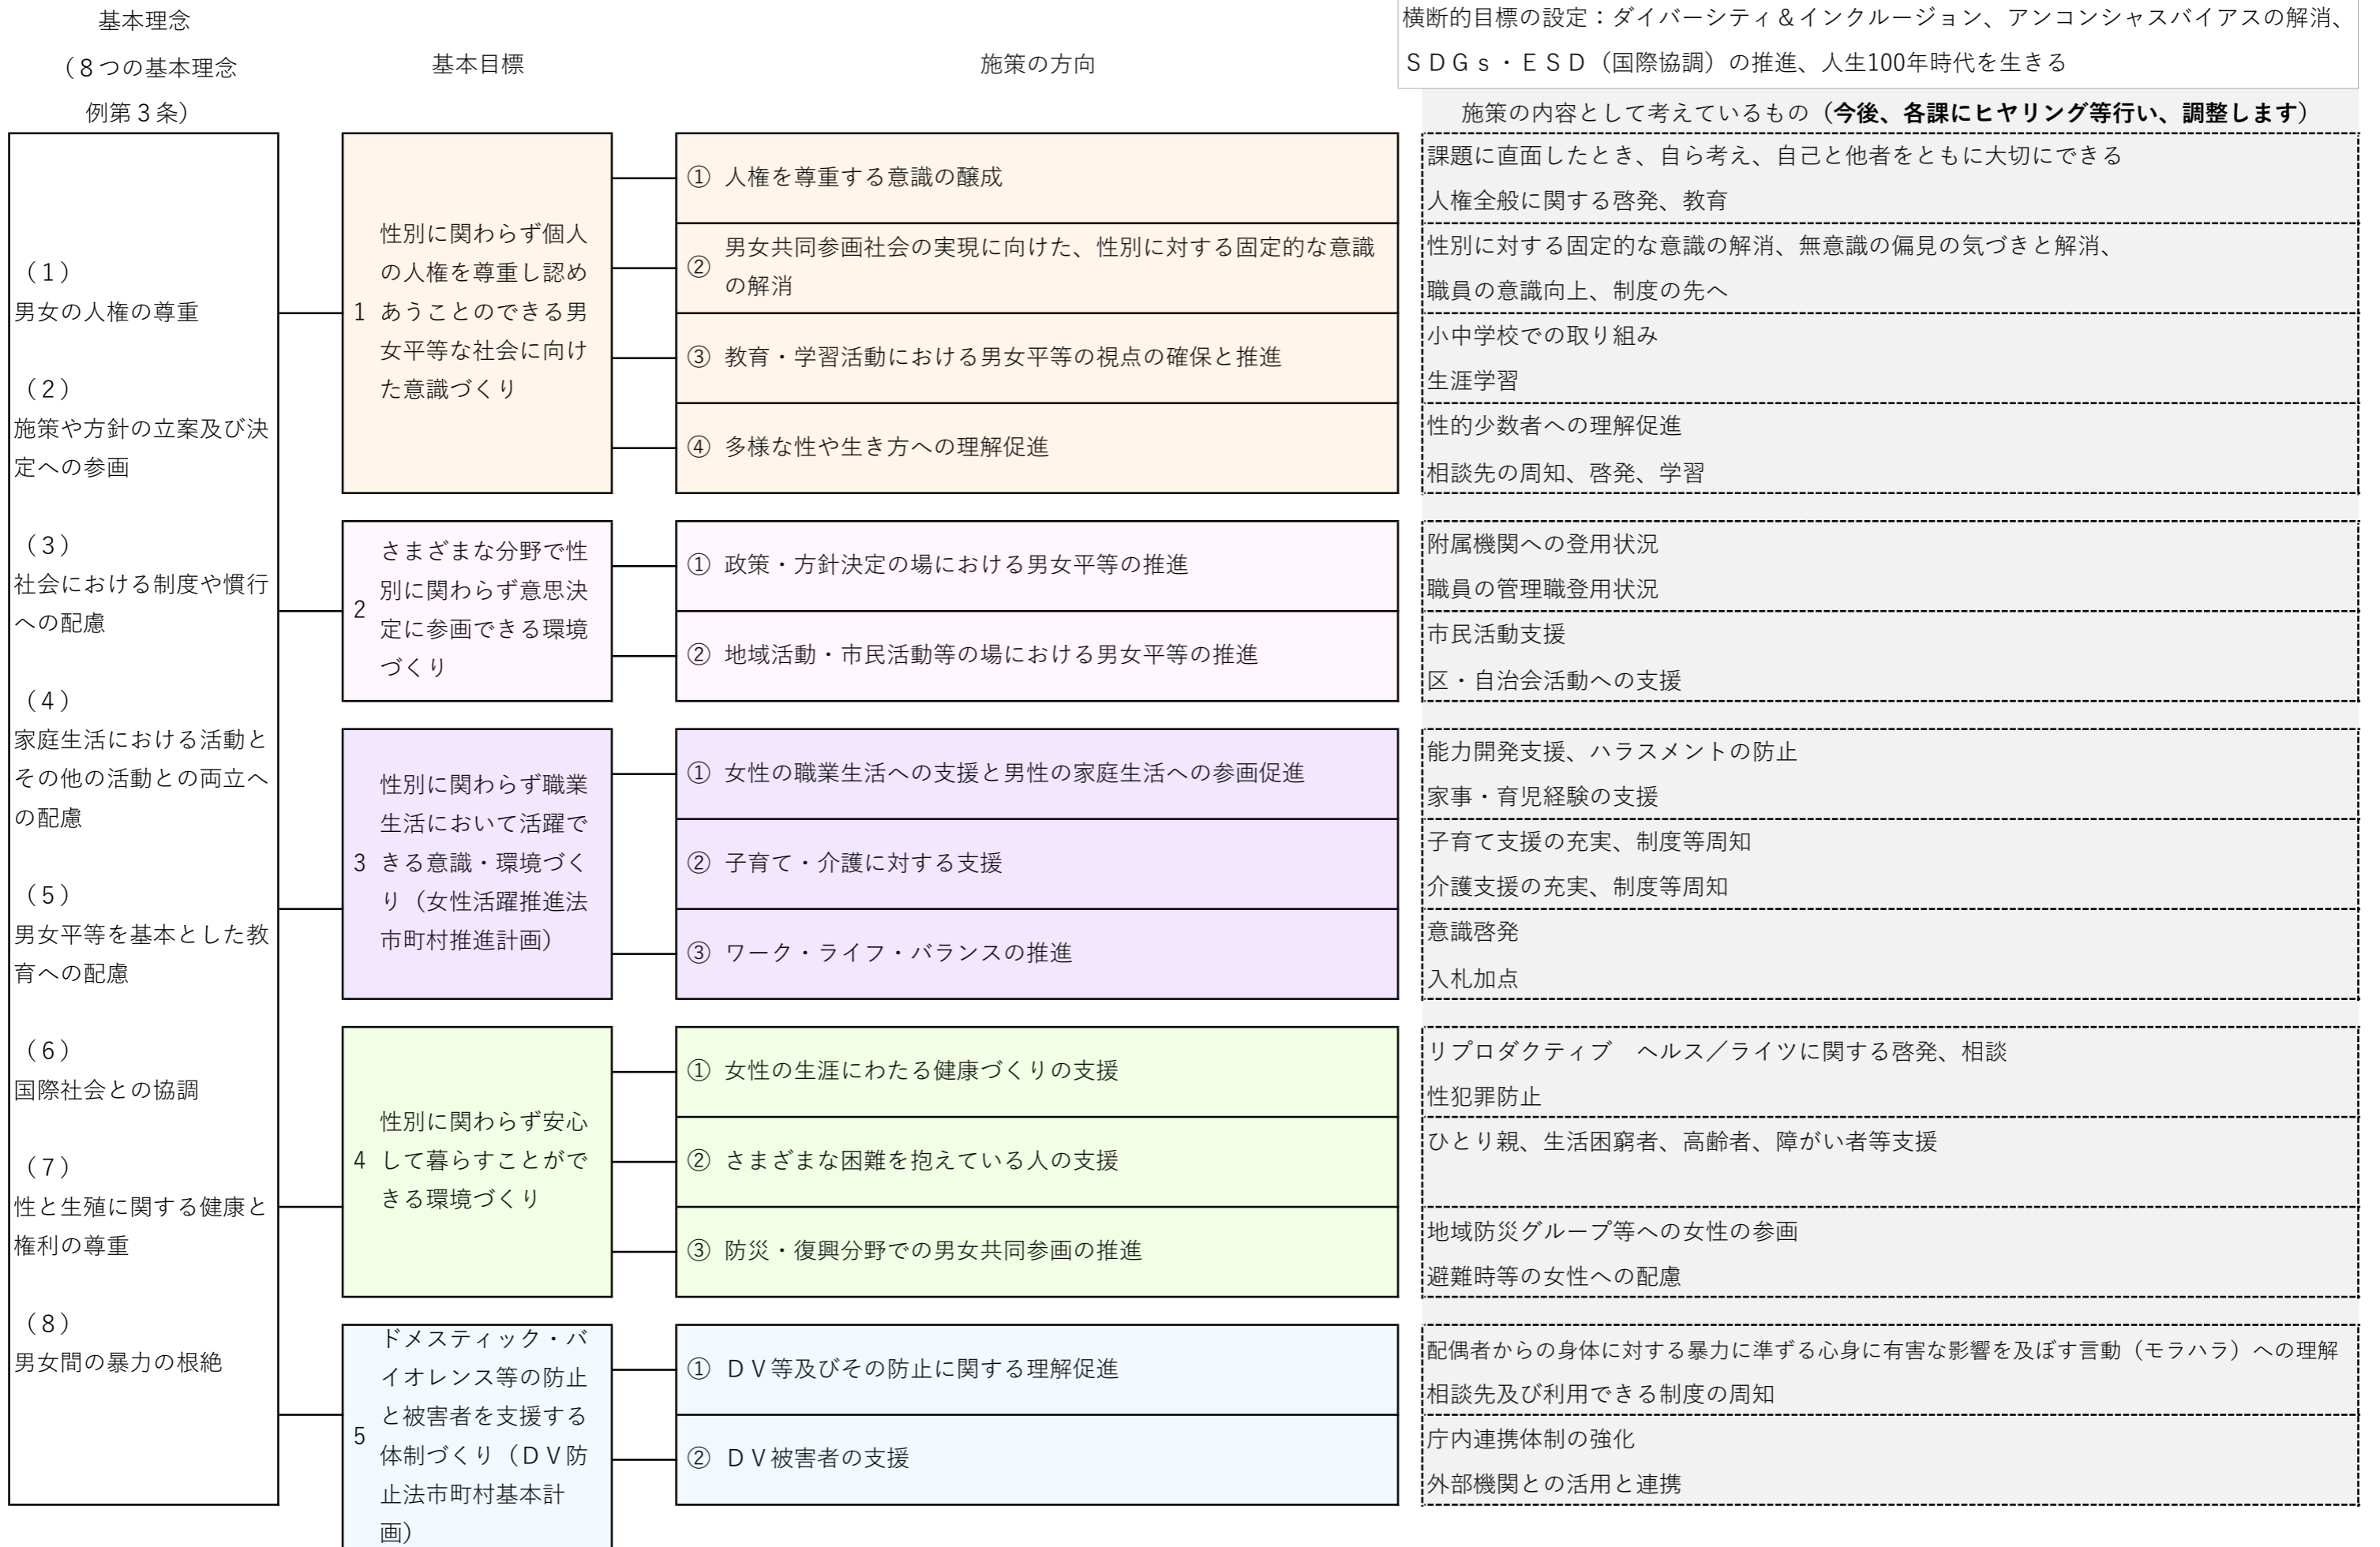 基本理念
（８つの基本理念
例第３条）
基本目標
施策の方向
横断的目標の設定：ダイバーシティ＆インクルージョン、アンコンシャスバイアスの解消、
ＳＤＧｓ・ＥＳＤ（国際協調）の推進、人生100年時代を生きる
施策の内容として考えているもの（今後、各課にヒヤリング等行い、調整します）
（１）
男女の人権の尊重
（２）
施策や方針の立案及び決
定への参画
（３）
社会における制度や慣行
への配慮
（４）
家庭生活における活動と
その他の活動との両立へ
の配慮
（５）
男女平等を基本とした教
育への配慮
（６）
国際社会との協調
（７）
性と生殖に関する健康と
権利の尊重
（８）
男女間の暴力の根絶
1
性別に関わらず個人
の人権を尊重し認め
あうことのできる男
女平等な社会に向け
た意識づくり
① 人権を尊重する意識の醸成
課題に直面したとき、自ら考え、自己と他者をともに大切にできる
人権全般に関する啓発、教育
② 男女共同参画社会の実現に向けた、性別に対する固定的な意識
の解消
性別に対する固定的な意識の解消、無意識の偏見の気づきと解消、
職員の意識向上、制度の先へ
③ 教育・学習活動における男女平等の視点の確保と推進
小中学校での取り組み
生涯学習
④ 多様な性や生き方への理解促進
性的少数者への理解促進
相談先の周知、啓発、学習
2
さまざまな分野で性
別に関わらず意思決
定に参画できる環境
づくり
① 政策・方針決定の場における男女平等の推進
附属機関への登用状況
職員の管理職登用状況
② 地域活動・市民活動等の場における男女平等の推進
市民活動支援
区・自治会活動への支援
3
性別に関わらず職業
生活において活躍で
きる意識・環境づく
り（女性活躍推進法
市町村推進計画）
① 女性の職業生活への支援と男性の家庭生活への参画促進
能力開発支援、ハラスメントの防止
家事・育児経験の支援
② 子育て・介護に対する支援
子育て支援の充実、制度等周知
介護支援の充実、制度等周知
③ ワーク・ライフ・バランスの推進
意識啓発
入札加点
4
性別に関わらず安心
して暮らすことがで
きる環境づくり
① 女性の生涯にわたる健康づくりの支援
リプロダクティブ　ヘルス／ライツに関する啓発、相談
性犯罪防止
② さまざまな困難を抱えている人の支援
ひとり親、生活困窮者、高齢者、障がい者等支援
③ 防災・復興分野での男女共同参画の推進
地域防災グループ等への女性の参画
避難時等の女性への配慮
5
ドメスティック・バ
イオレンス等の防止
と被害者を支援する
体制づくり（ＤＶ防
止法市町村基本計
画）
① ＤＶ等及びその防止に関する理解促進
配偶者からの身体に対する暴力に準ずる心身に有害な影響を及ぼす言動（モラハラ）への理解
相談先及び利用できる制度の周知
② ＤＶ被害者の支援
庁内連携体制の強化
外部機関との活用と連携